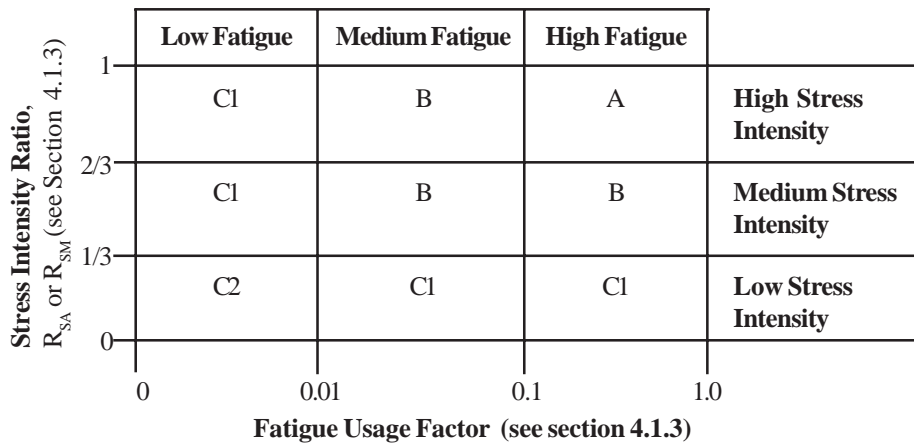 Low Fatigue Medium Fatigue High Fatigue
1
C1 B A High Stress Intensity
2/3
C1 B B Medium Stress Intensity
1/3
C2 C1 C1 Low Stress Intensity
0
0 0.01 0.1 1.0
Fatigue Usage Factor (see section 4.1.3)
Stress Intensity Ratio,
R_SA or R_SM (see Section 4.1.3)